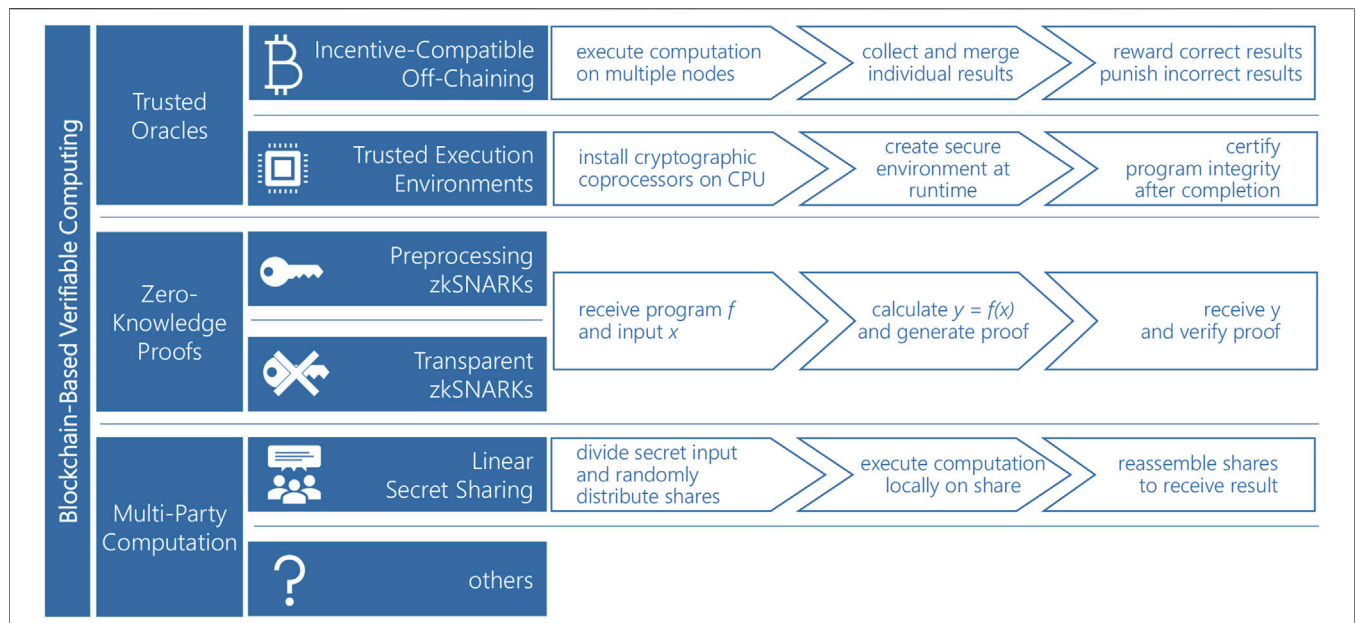 Blockchain-Based Verifiable Computing
Trusted
Oracles
Incentive-Compatible
Off-Chaining
execute computation
on multiple nodes
collect and merge
individual results
reward correct results
punish incorrect results
Trusted Execution
Environments
install cryptographic
coprocessors on CPU
create secure
environment at
runtime
certify
program integrity
after completion
Zero-
Knowledge
Proofs
Preprocessing
zkSNARKs
Transparent
zkSNARKs
receive program f
and input x
calculate y = f(x)
and generate proof
receive y
and verify proof
Multi-Party
Computation
Linear
Secret Sharing
divide secret input
and randomly
distribute shares
execute computation
locally on share
reassemble shares
to receive result
?
others